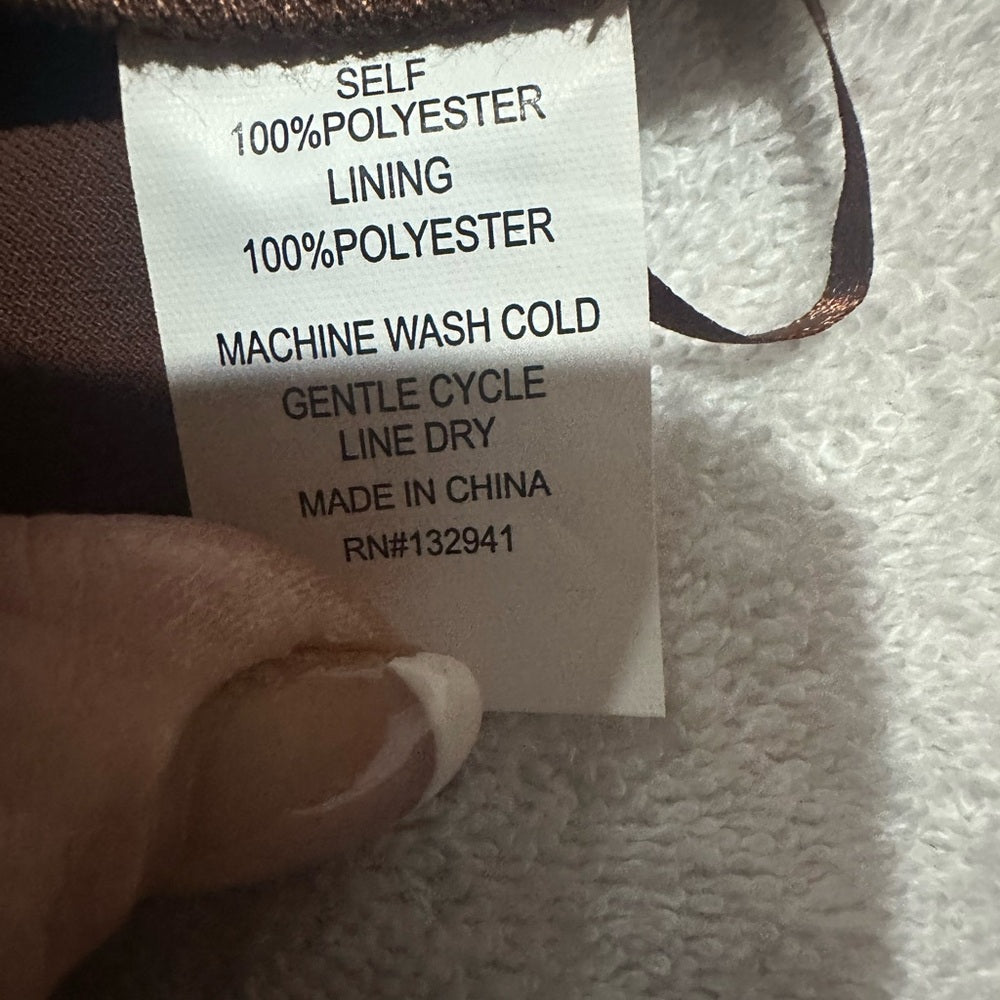 SELF
100%POLYESTER
LINING
100%POLYESTER
MACHINE WASH COLD
GENTLE CYCLE
LINE DRY
MADE IN CHINA
RN#132941